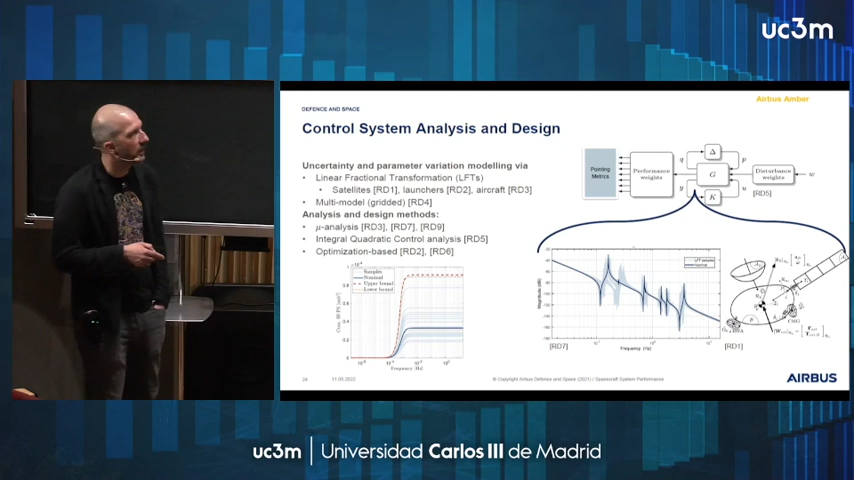 uc3m
Airbus Amber
DEFENCE AND SPACE
Control System Analysis and Design
Uncertainty and parameter variation modelling via
• Linear Fractional Transformation (LFTs)
• Satellites [RD1], launchers [RD2], aircraft [RD3]
• Multi-model (gridded) [RD4]
Analysis and design methods:
• μ-analysis [RD3], [RD7], [RD9]
• Integral Quadratic Control analysis [RD5]
• Optimization-based [RD2], [RD6]
Samples
Nominal
Upper bound
Lower bound
Frequency [Hz]
Pointing
Metrics
Performance
weights
Δ
G
K
q
p
y
u
Disturbance
weights
w
[RD5]
Magnitude (dB)
Frequency (Hz)
[RD7]
[RD1]
24
11.03.2022
© Copyright Airbus Defence and Space (2021) / Spacecraft System Performance
AIRBUS
uc3m | Universidad Carlos III de Madrid